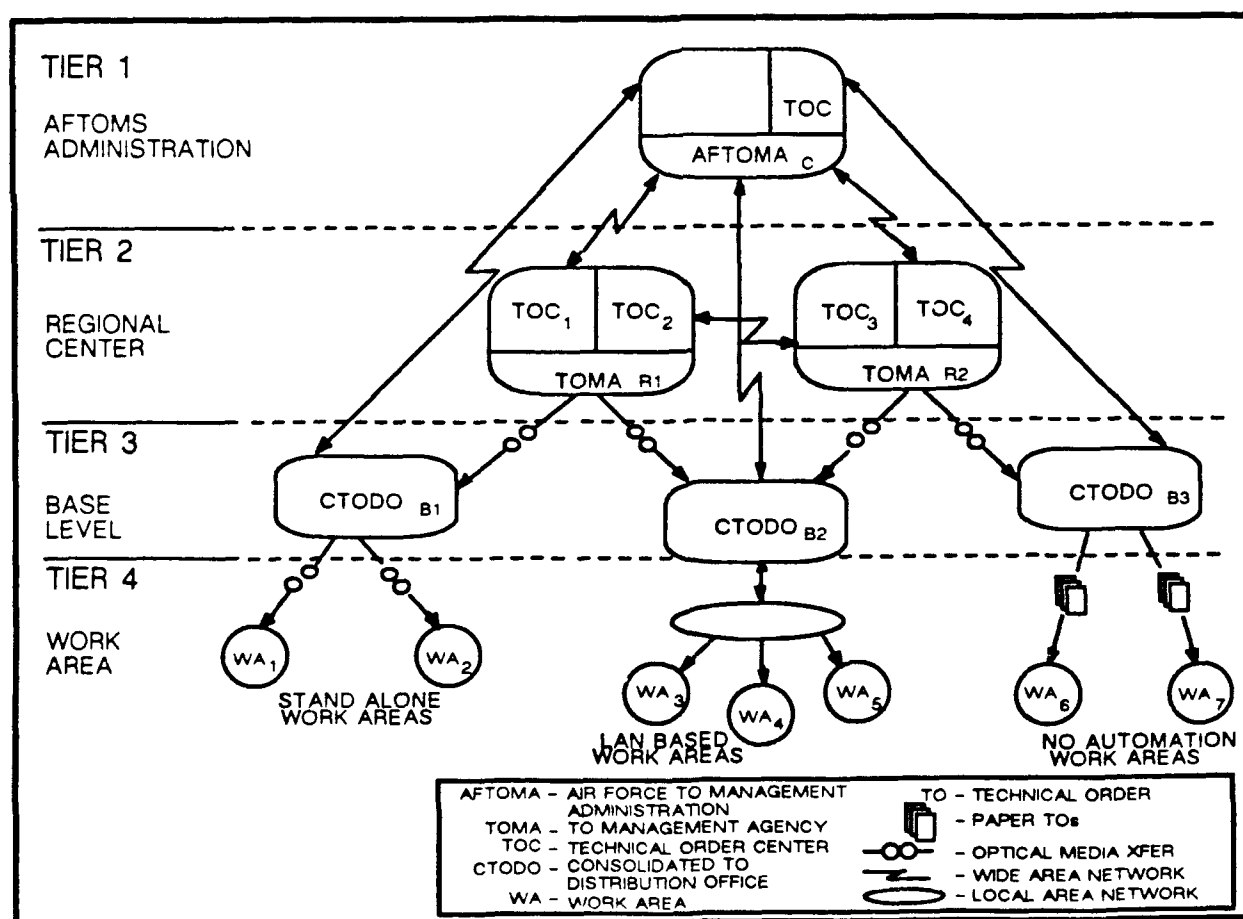 TIER 1
AFTOMS
ADMINISTRATION
TOC
AFTOMA C
TIER 2
REGIONAL
CENTER
TOC1 TOC2
TOMA R1
TOC3 TOC4
TOMA R2
TIER 3
BASE
LEVEL
CTODO B1
CTODO B2
CTODO B3
TIER 4
WORK
AREA
WA1
WA2
STAND ALONE
WORK AREAS
WA3
WA4
WA5
LAN BASED
WORK AREAS
WA6
WA7
NO AUTOMATION
WORK AREAS
AFTOMA - AIR FORCE TO MANAGEMENT
ADMINISTRATION
TOMA - TO MANAGEMENT AGENCY
TOC - TECHNICAL ORDER CENTER
CTODO - CONSOLIDATED TO
DISTRIBUTION OFFICE
WA - WORK AREA
TO - TECHNICAL ORDER
- PAPER TOs
- OPTICAL MEDIA XFER
- WIDE AREA NETWORK
- LOCAL AREA NETWORK